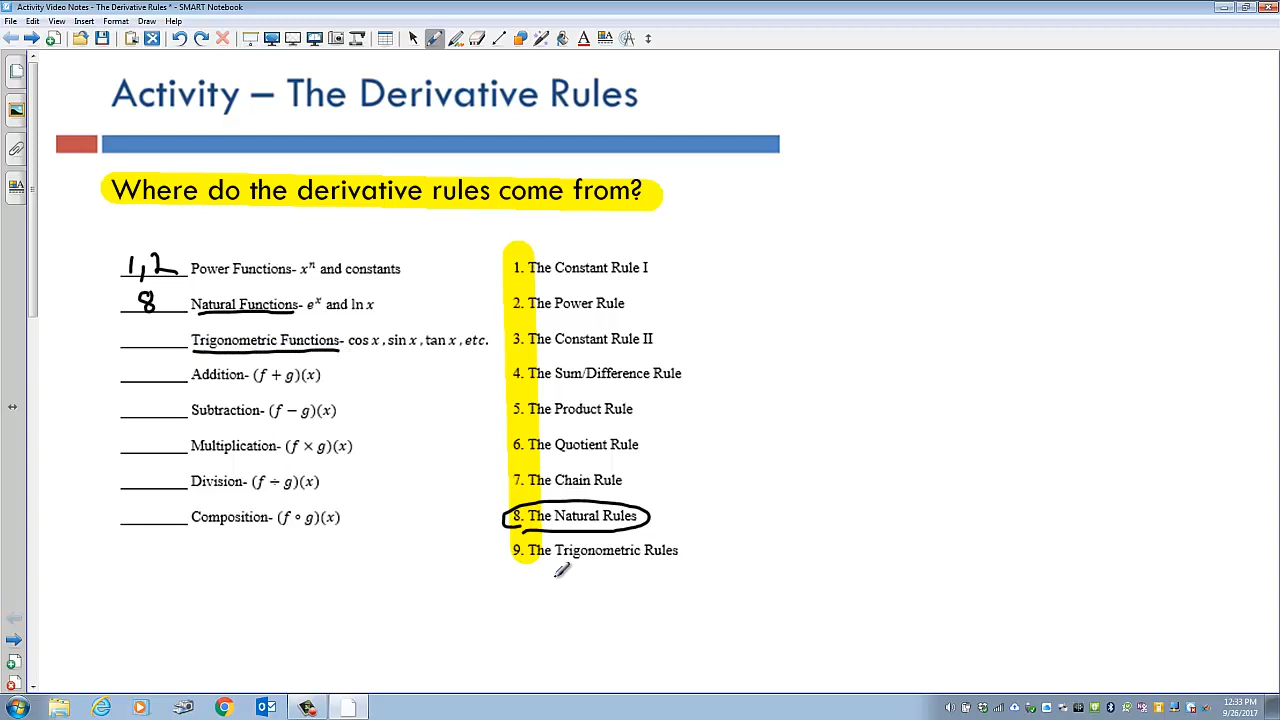 Activity Video Notes - The Derivative Rules * - SMART Notebook
File Edit View Insert Format Draw Help
Activity – The Derivative Rules
Where do the derivative rules come from?
1,2 Power Functions- xⁿ and constants
8 Natural Functions- eˣ and ln x
Trigonometric Functions- cos x , sin x , tan x , etc.
Addition- (f + g)(x)
Subtraction- (f − g)(x)
Multiplication- (f × g)(x)
Division- (f ÷ g)(x)
Composition- (f ∘ g)(x)
1. The Constant Rule I
2. The Power Rule
3. The Constant Rule II
4. The Sum/Difference Rule
5. The Product Rule
6. The Quotient Rule
7. The Chain Rule
8. The Natural Rules
9. The Trigonometric Rules
12:33 PM
9/26/2017